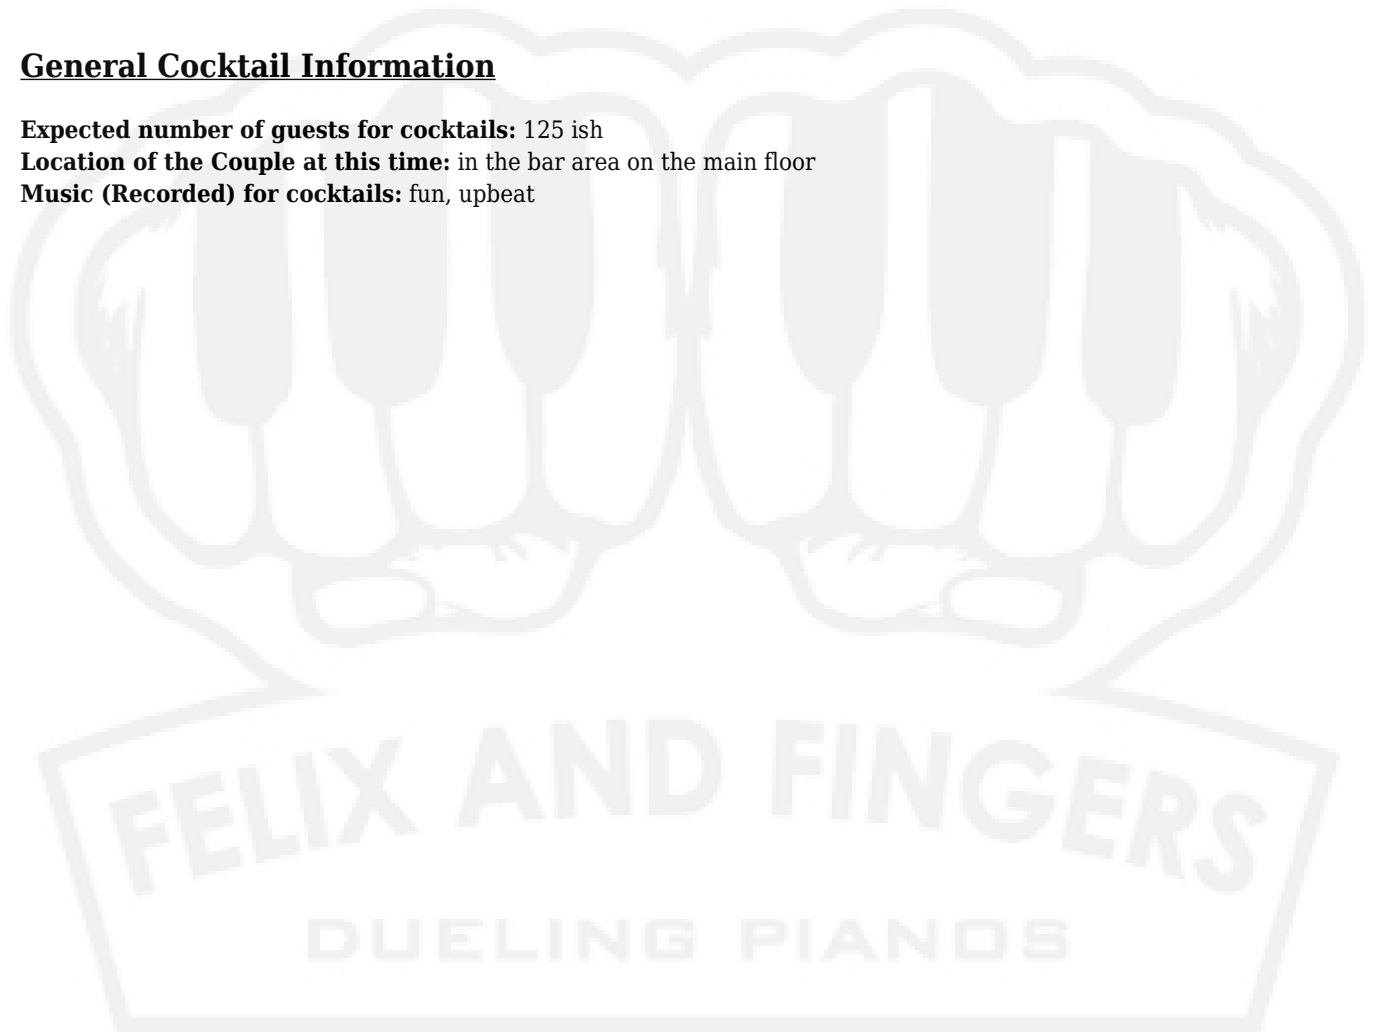 General Cocktail Information
Expected number of guests for cocktails: 125 ish
Location of the Couple at this time: in the bar area on the main floor
Music (Recorded) for cocktails: fun, upbeat
FELIX AND FINGERS
DUELING PIANOS